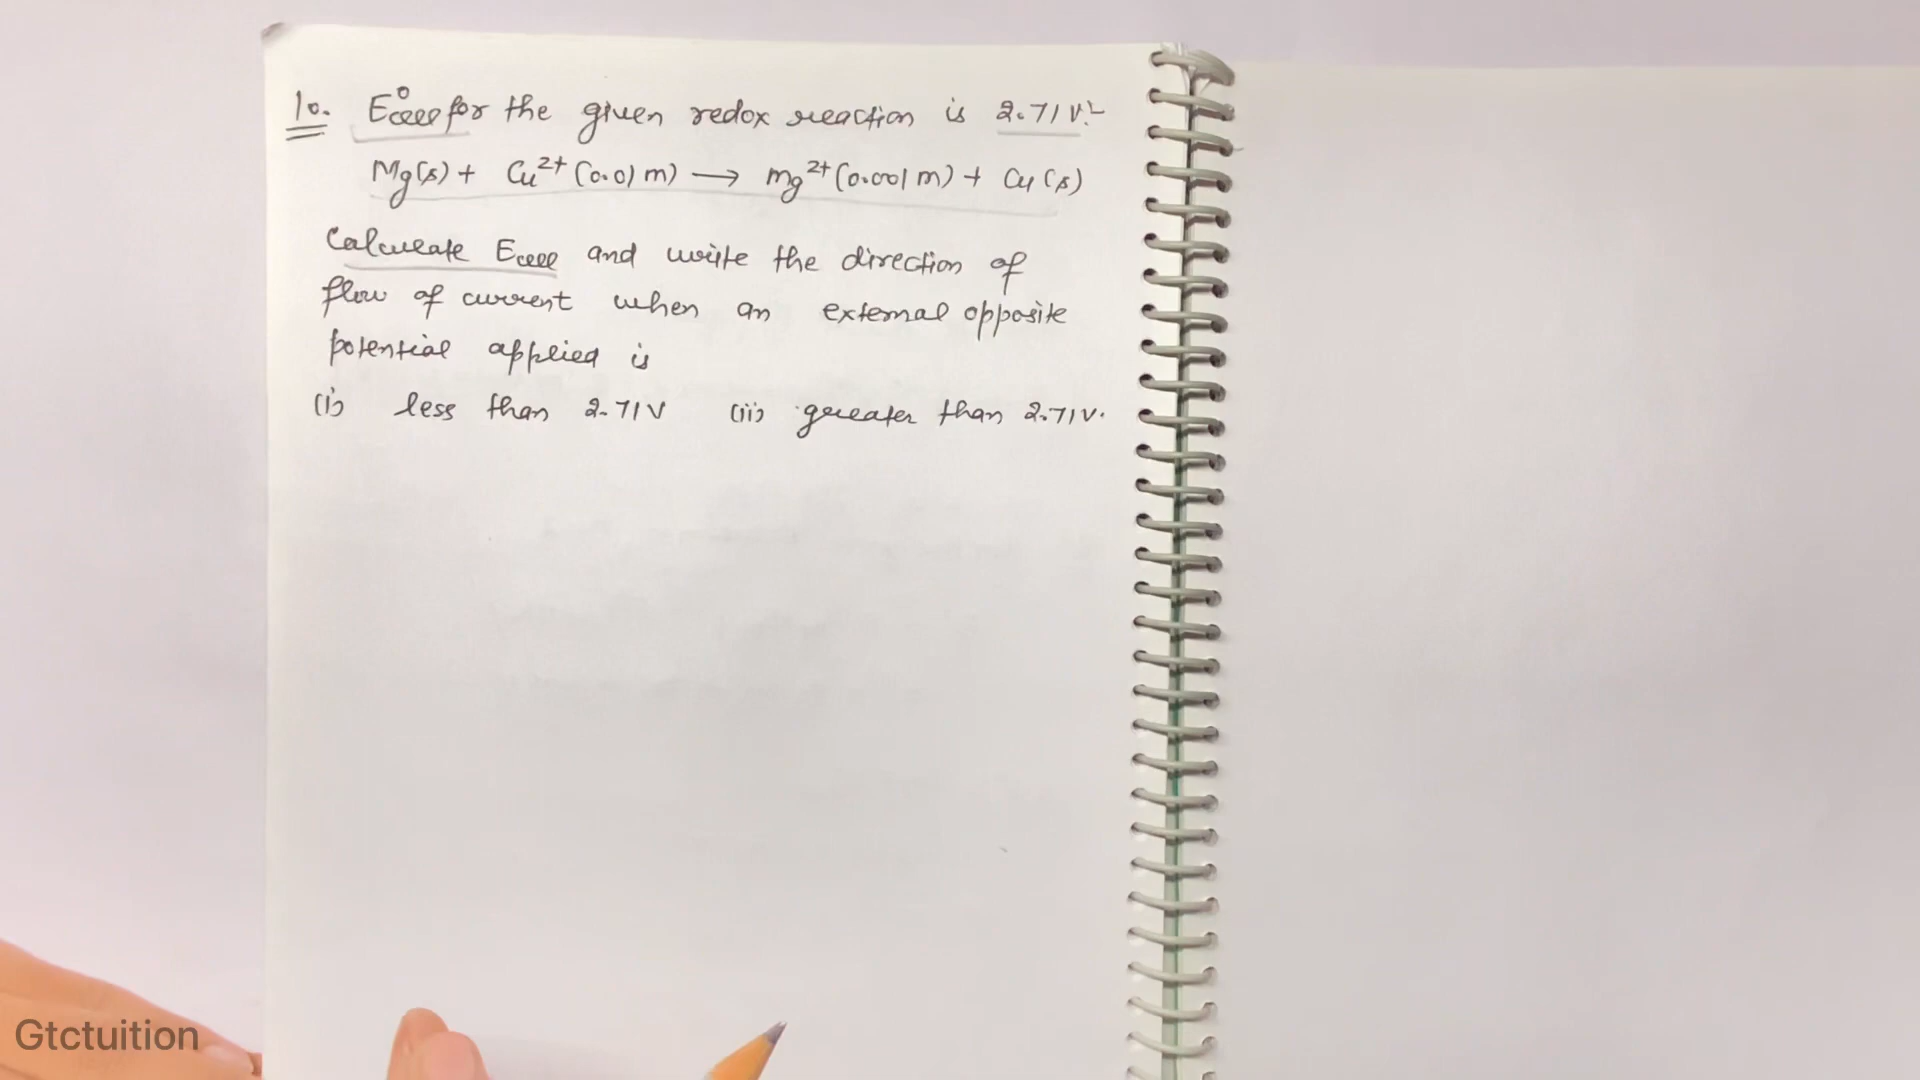 10. E°cell for the given redox reaction is 2.71 V:-
Mg(s) + Cu²⁺ (0.01 m) → mg²⁺ (0.001 m) + Cu (s)
Calculate Ecell and write the direction of
flow of current when an external opposite
potential applied is
(i) less than 2.71V (ii) greater than 2.71V.
Gtctuition